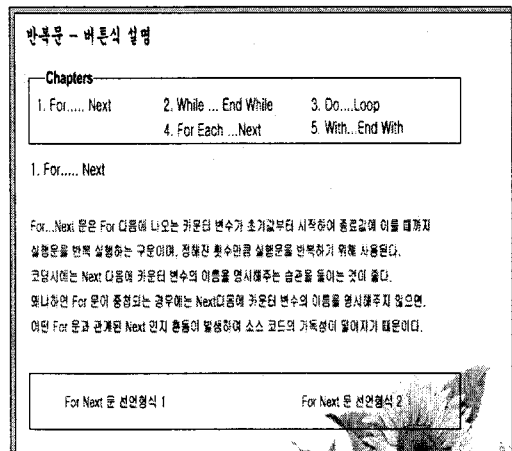 반복문 - 버튼식 설명
Chapters
1. For..... Next 2. While ... End While 3. Do....Loop
4. For Each ...Next 5. With...End With
1. For..... Next
For...Next 문은 For 다음에 나오는 카운터 변수가 초기값부터 시작하여 종료값에 이를 때까지
실행문을 반복 실행하는 구문이며, 정해진 횟수만큼 실행문을 반복하기 위해 사용된다.
코딩시에는 Next 다음에 카운터 변수의 이름을 명시해주는 습관을 들이는 것이 좋다.
왜냐하면 For 문이 중첩되는 경우에는 Next다음에 카운터 변수의 이름을 명시해주지 않으면,
어떤 For 문과 관계된 Next 인지 혼동이 발생하여 소스 코드의 가독성이 떨어지기 때문이다.
For Next 문 선언형식 1 For Next 문 선언형식 2